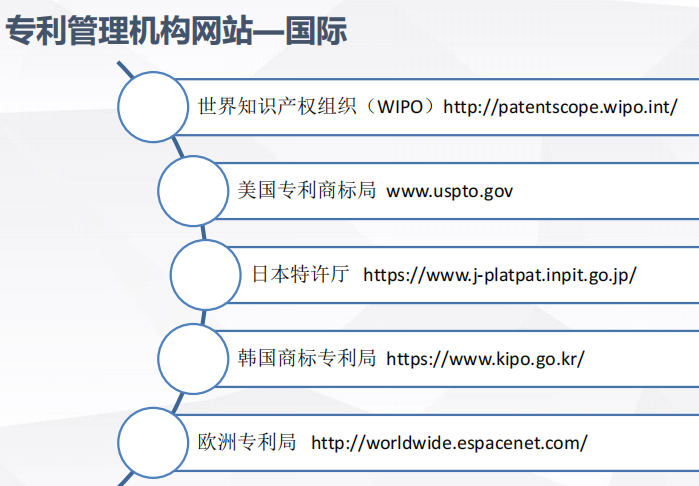 专利管理机构网站—国际
世界知识产权组织（WIPO）http://patentscope.wipo.int/
美国专利商标局 www.uspto.gov
日本特许厅 https://www.j-platpat.inpit.go.jp/
韩国商标专利局 https://www.kipo.go.kr/
欧洲专利局 http://worldwide.espacenet.com/